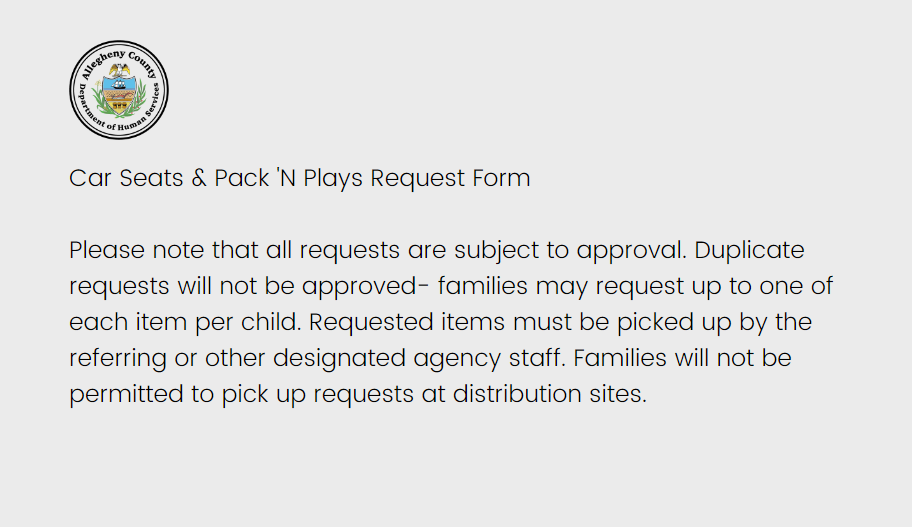 Allegheny County
Department of Human Services
Car Seats & Pack 'N Plays Request Form
Please note that all requests are subject to approval. Duplicate
requests will not be approved- families may request up to one of
each item per child. Requested items must be picked up by the
referring or other designated agency staff. Families will not be
permitted to pick up requests at distribution sites.